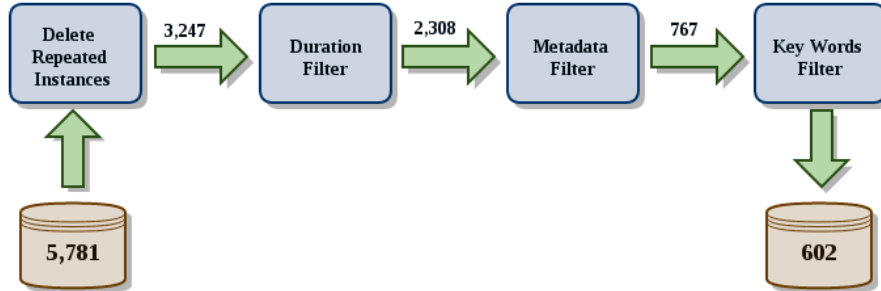 Delete
Repeated
Instances
3,247
Duration
Filter
2,308
Metadata
Filter
767
Key Words
Filter
5,781
602